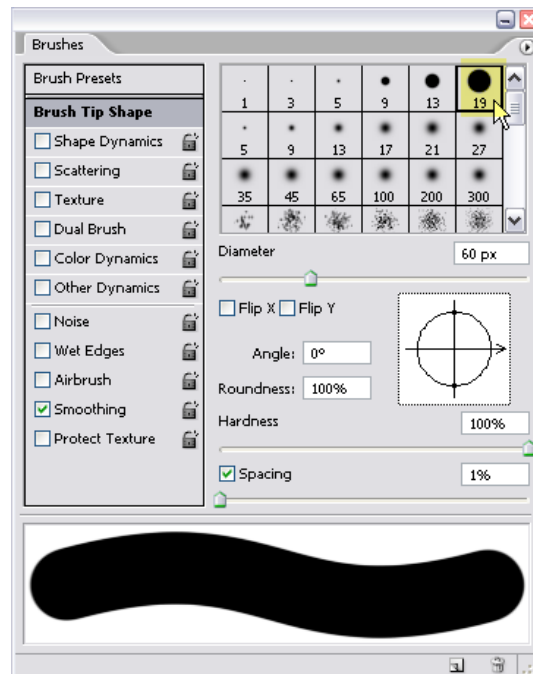 Brushes
Brush Presets
Brush Tip Shape
Shape Dynamics
Scattering
Texture
Dual Brush
Color Dynamics
Other Dynamics
Noise
Wet Edges
Airbrush
Smoothing
Protect Texture
1 3 5 9 13 19
5 9 13 17 21 27
35 45 65 100 200 300
Diameter 60 px
Flip X Flip Y
Angle: 0º
Roundness: 100%
Hardness 100%
Spacing 1%